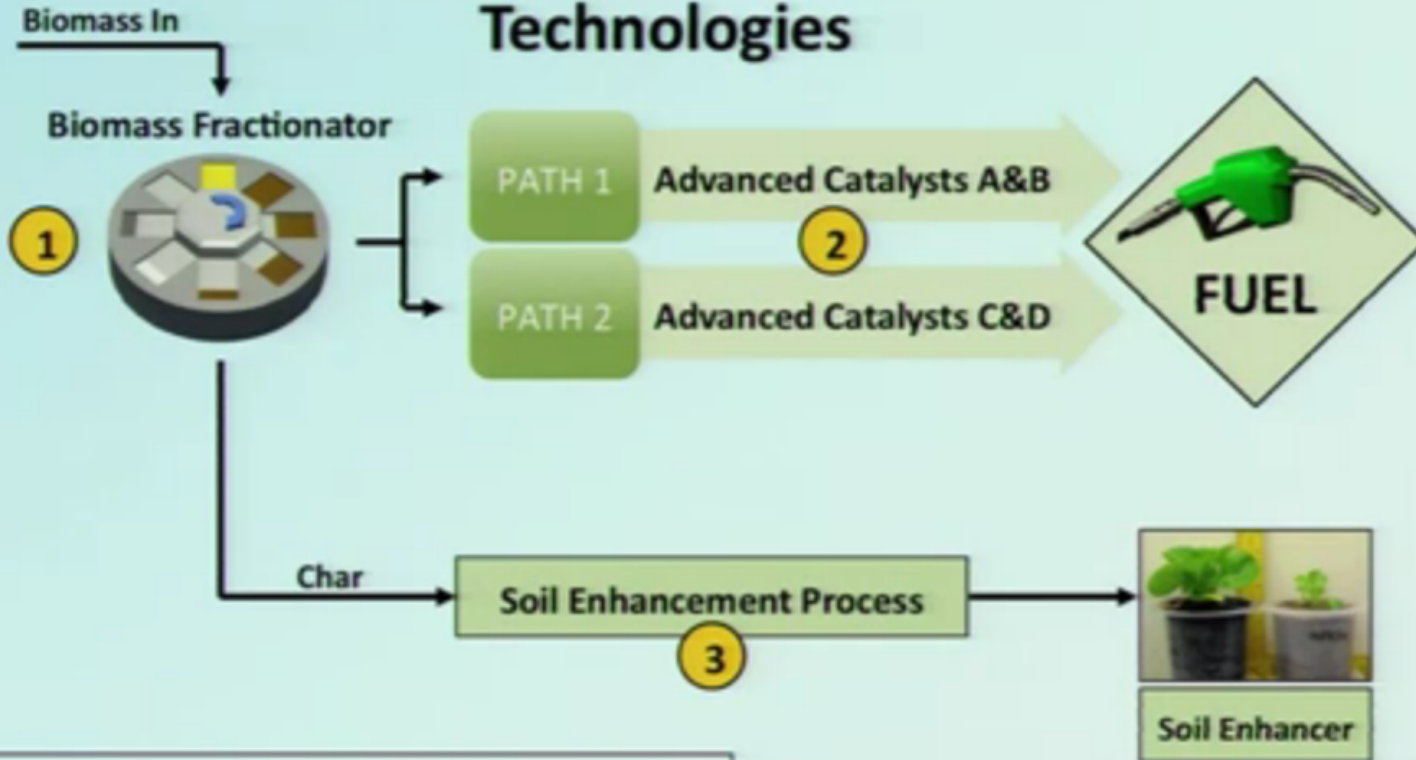 Biomass In
Technologies
Biomass Fractionator
1
PATH 1
Advanced Catalysts A&B
2
PATH 2
Advanced Catalysts C&D
FUEL
Char
Soil Enhancement Process
3
Soil Enhancer